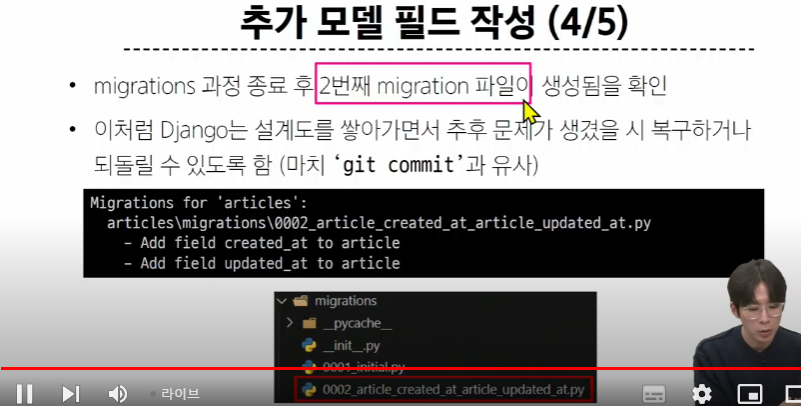 추가 모델 필드 작성 (4/5)
• migrations 과정 종료 후 2번째 migration 파일이 생성됨을 확인
• 이처럼 Django는 설계도를 쌓아가면서 추후 문제가 생겼을 시 복구하거나
되돌릴 수 있도록 함 (마치 ‘git commit’과 유사)
Migrations for 'articles':
articles\migrations\0002_article_created_at_article_updated_at.py
- Add field created_at to article
- Add field updated_at to article
migrations
__pycache__
__init__.py
0001_initial.py
0002_article_created_at_article_updated_at.py
라이브